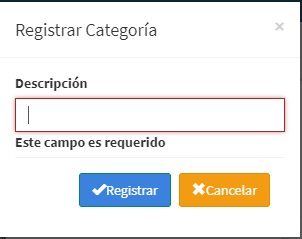 Registrar Categoría ×
Descripción
Este campo es requerido
Registrar Cancelar